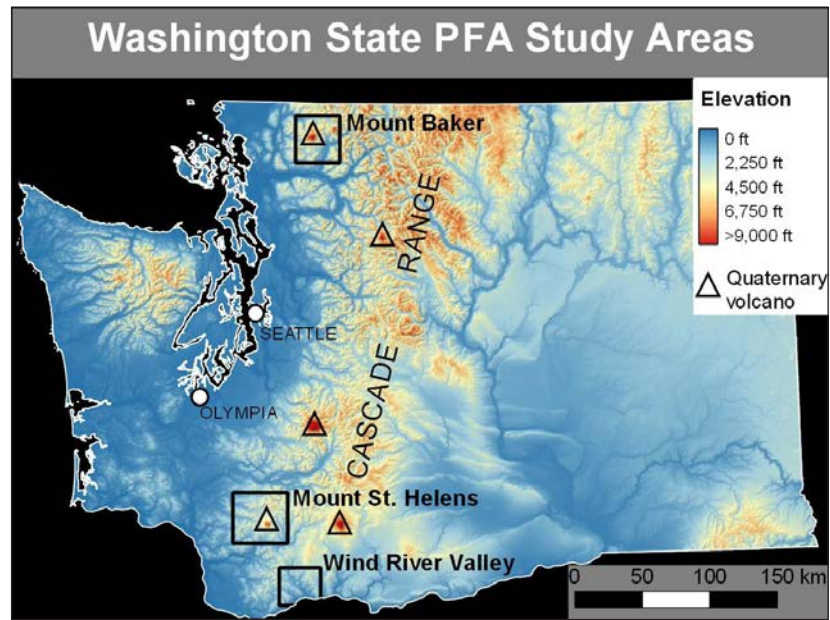 Washington State PFA Study Areas
Elevation
0 ft
2,250 ft
4,500 ft
6,750 ft
>9,000 ft
Quaternary
volcano
Mount Baker
RANGE
SEATTLE
CASCADE
OLYMPIA
Mount St. Helens
Wind River Valley
0 50 100 150 km